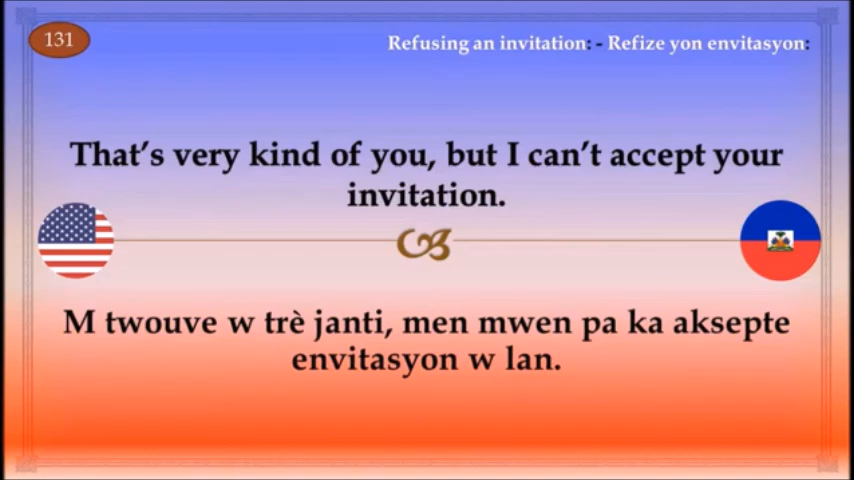 131
Refusing an invitation: - Refize yon envitasyon:
That's very kind of you, but I can't accept your
invitation.
M twouve w trè janti, men mwen pa ka aksepte
envitasyon w lan.